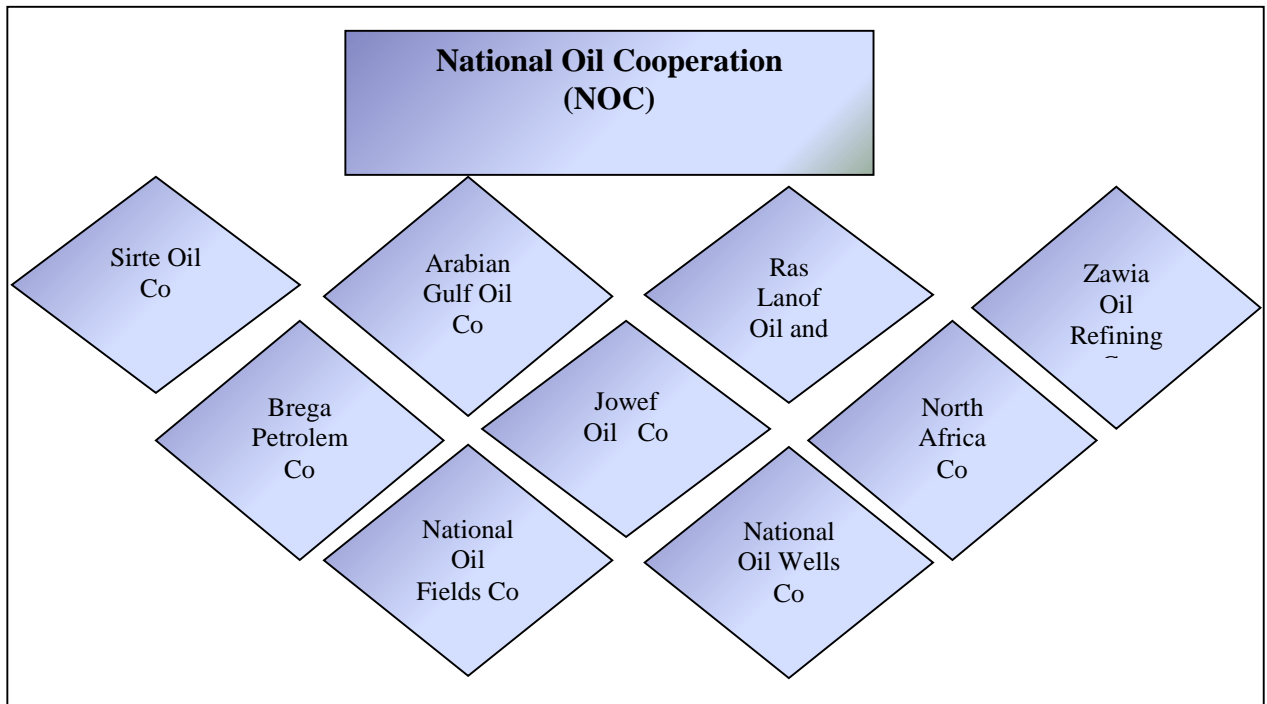 National Oil Cooperation
(NOC)
Sirte Oil
Co
Arabian
Gulf Oil
Co
Ras
Lanof
Oil and
Zawia
Oil
Refining
Brega
Petrolem
Co
Jowef
Oil Co
North
Africa
Co
National
Oil
Fields Co
National
Oil Wells
Co